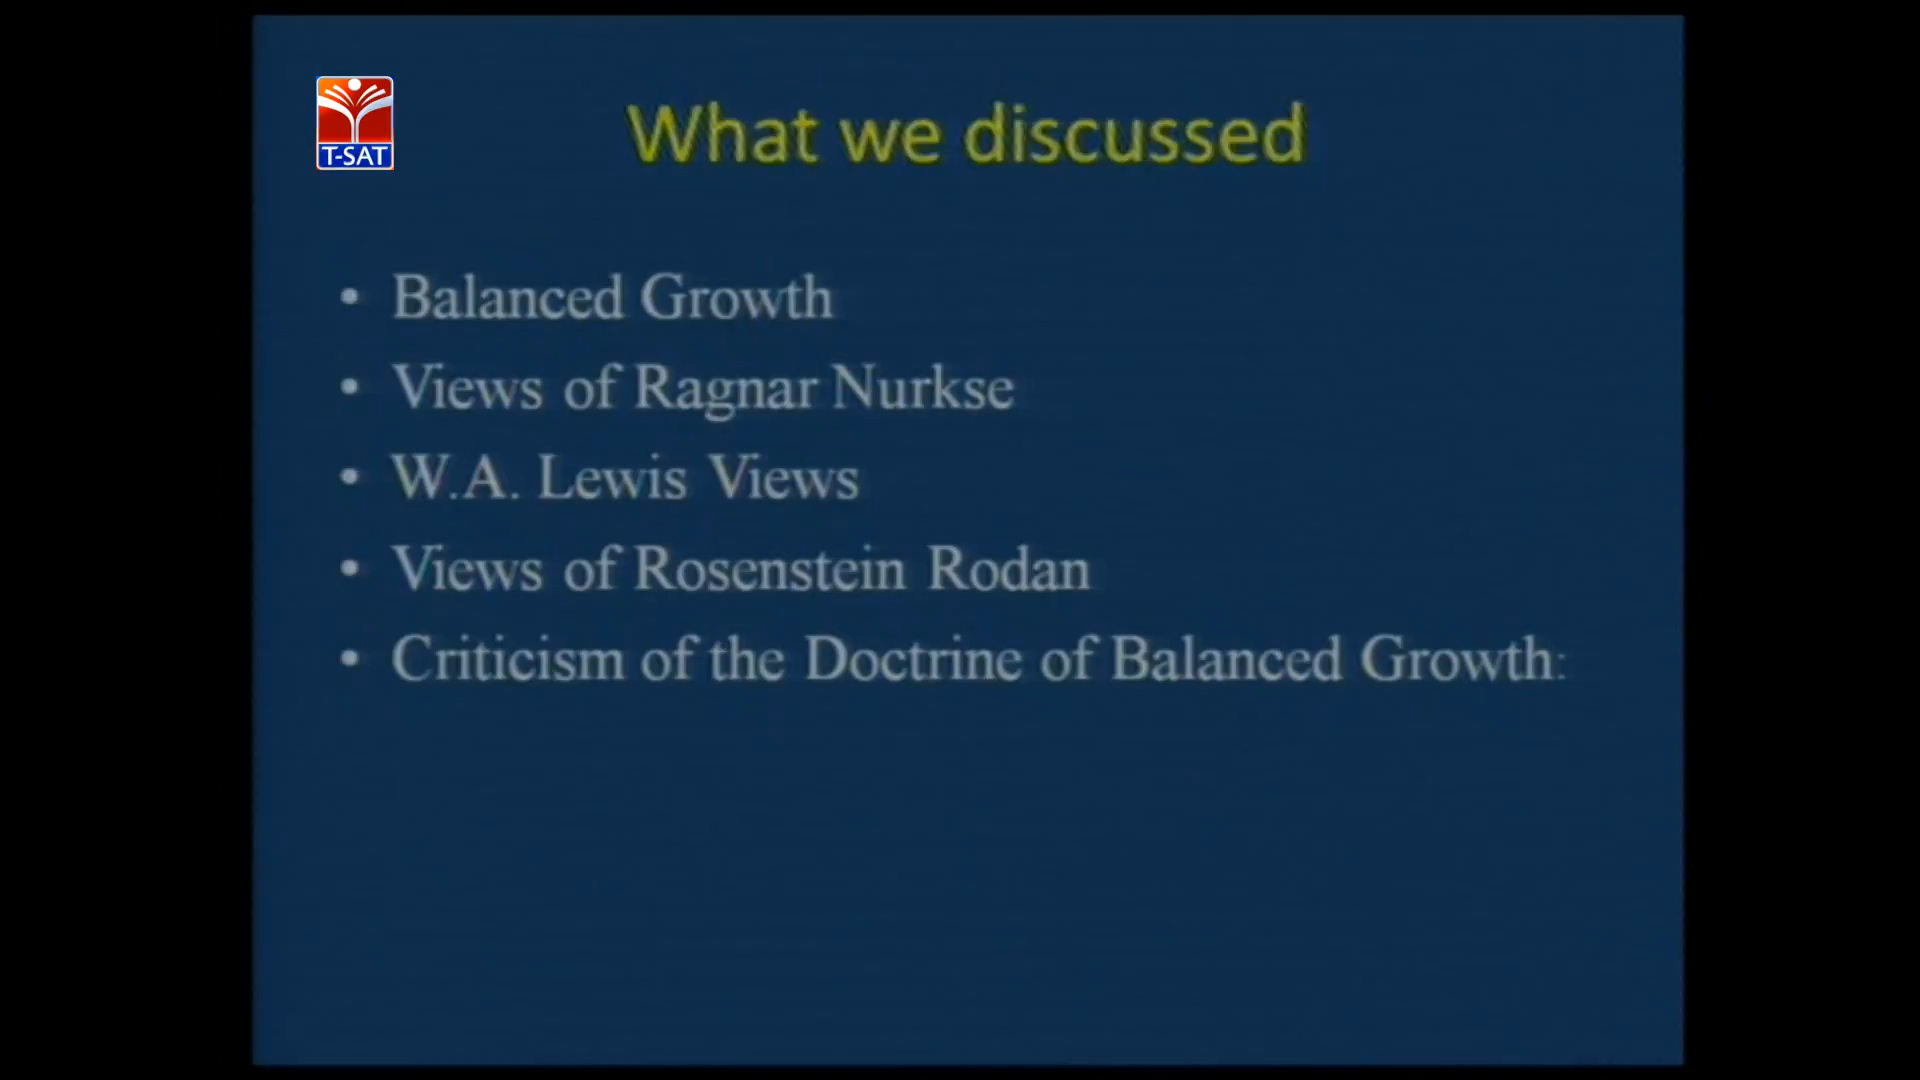 T-SAT
What we discussed
• Balanced Growth
• Views of Ragnar Nurkse
• W.A. Lewis Views
• Views of Rosenstein Rodan
• Criticism of the Doctrine of Balanced Growth: